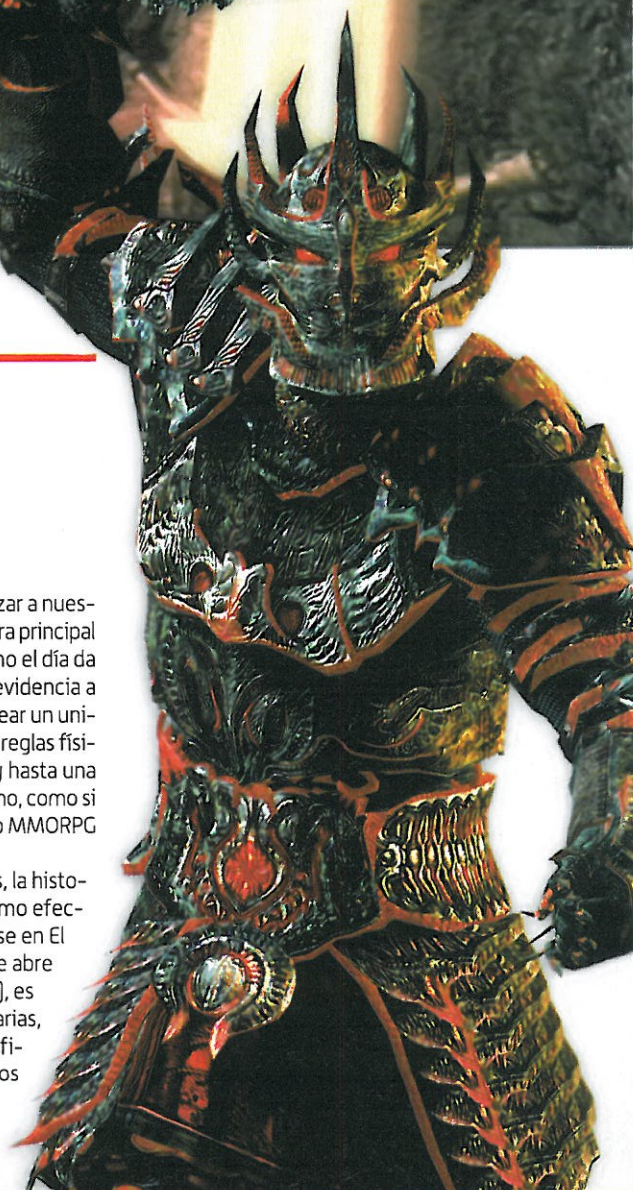 zar a nues-
ra principal
no el día da
evidencia a
ear un uni-
reglas físi-
y hasta una
no, como si
o MMORPG
s, la histo-
mo efec-
se en El
e abre
), es
arias,
fi-
os